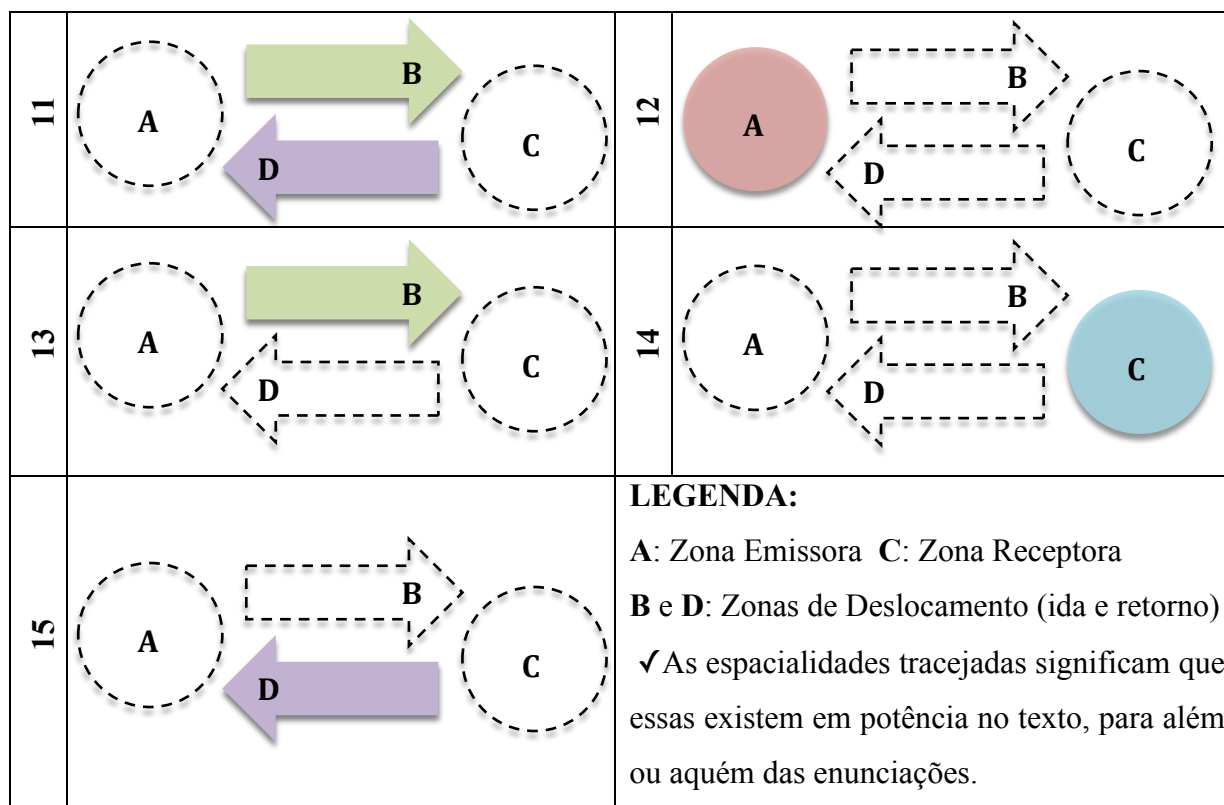 11
A
B
D
C
12
A
B
D
C
13
A
B
D
C
14
A
B
D
C
15
A
B
D
C
LEGENDA:
A: Zona Emissora C: Zona Receptora
B e D: Zonas de Deslocamento (ida e retorno)
✓As espacialidades tracejadas significam que
essas existem em potência no texto, para além
ou aquém das enunciações.